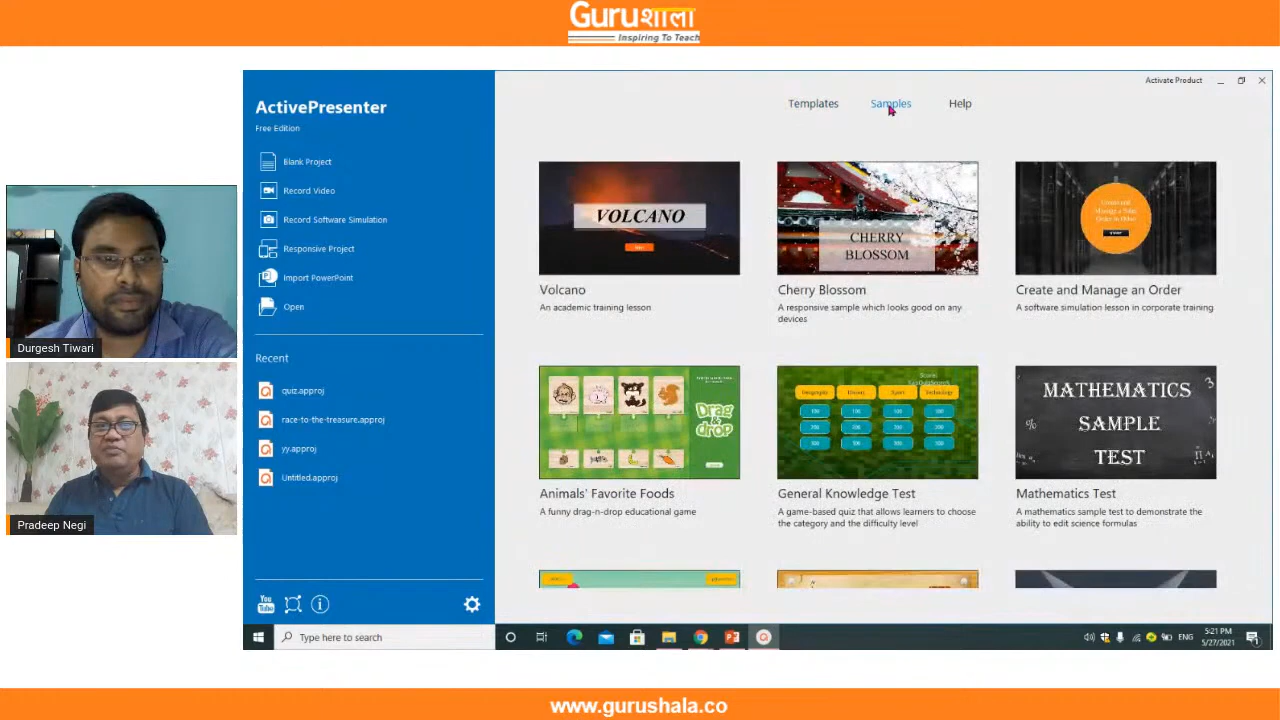 Guruशाला
Inspiring To Teach
Activate Product
ActivePresenter
Free Edition
Templates
Samples
Help
Blank Project
Record Video
Record Software Simulation
Responsive Project
Import PowerPoint
Open
Recent
quiz.approj
race-to-the-treasure.approj
yy.approj
Untitled.approj
You
Tube
VOLCANO
Volcano
An academic training lesson
CHERRY
BLOSSOM
Cherry Blossom
A responsive sample which looks good on any
devices
Create and Manage an Order
A software simulation lesson in corporate training
Drag
&
drop
Animals' Favorite Foods
A funny drag-n-drop educational game
General Knowledge Test
A game-based quiz that allows learners to choose
the category and the difficulty level
MATHEMATICS
SAMPLE
TEST
Mathematics Test
A mathematics sample test to demonstrate the
ability to edit science formulas
Durgesh Tiwari
Pradeep Negi
Type here to search
ENG
5:21 PM
5/27/2021
www.gurushala.co